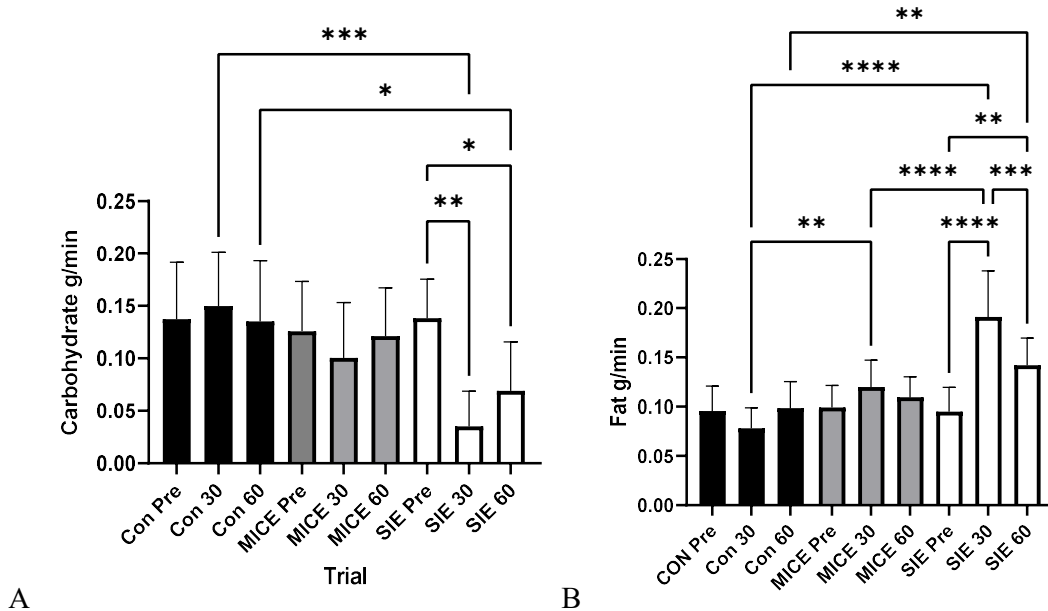 ***
*
*
**
0.25
0.20
0.15
0.10
0.05
0.00
Carbohydrate g/min
Con Pre
Con 30
Con 60
MICE Pre
MICE 30
MICE 60
SIE Pre
SIE 30
SIE 60
Trial
A
**
****
**
****
***
**
****
0.25
0.20
0.15
0.10
0.05
0.00
Fat g/min
CON Pre
Con 30
Con 60
MICE Pre
MICE 30
MICE 60
SIE Pre
SIE 30
SIE 60
B